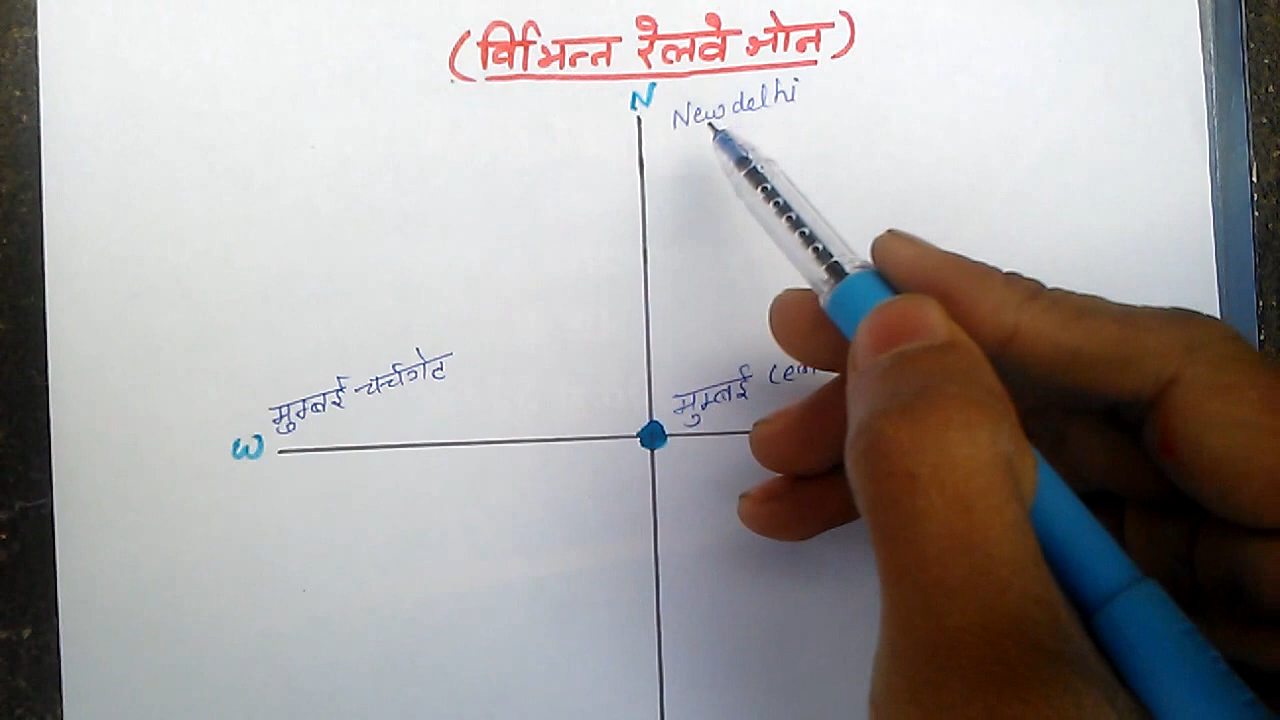 (विभिन्न रेलवे जोन)
N New delhi
मुम्बई चर्चगेट
मुम्बई
W